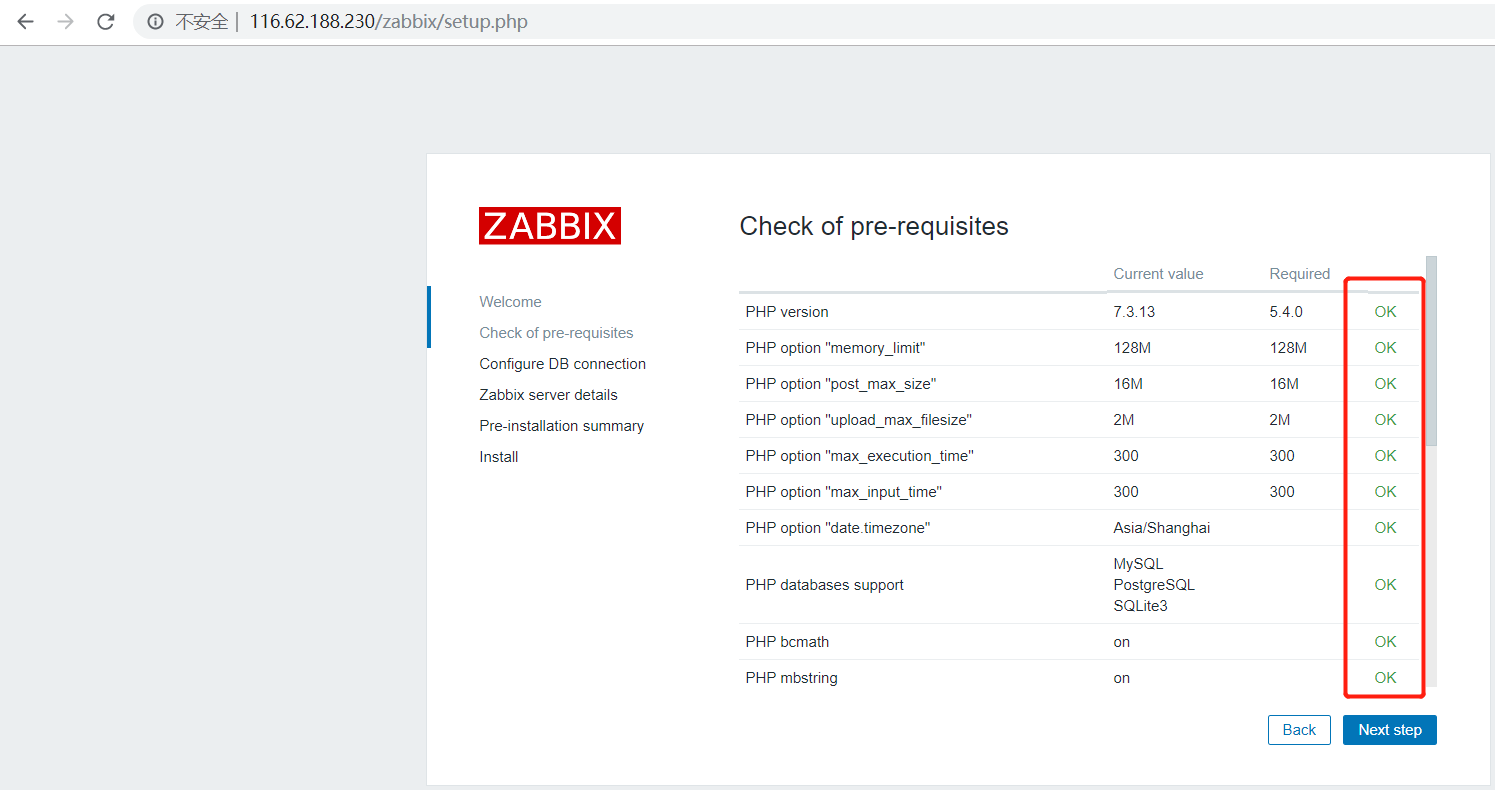 不安全 | 116.62.188.230/zabbix/setup.php
ZABBIX
Welcome
Check of pre-requisites
Configure DB connection
Zabbix server details
Pre-installation summary
Install
Check of pre-requisites
Current value Required
PHP version 7.3.13 5.4.0 OK
PHP option "memory_limit" 128M 128M OK
PHP option "post_max_size" 16M 16M OK
PHP option "upload_max_filesize" 2M 2M OK
PHP option "max_execution_time" 300 300 OK
PHP option "max_input_time" 300 300 OK
PHP option "date.timezone" Asia/Shanghai OK
MySQL
PHP databases support PostgreSQL OK
SQLite3
PHP bcmath on OK
PHP mbstring on OK
Back Next step